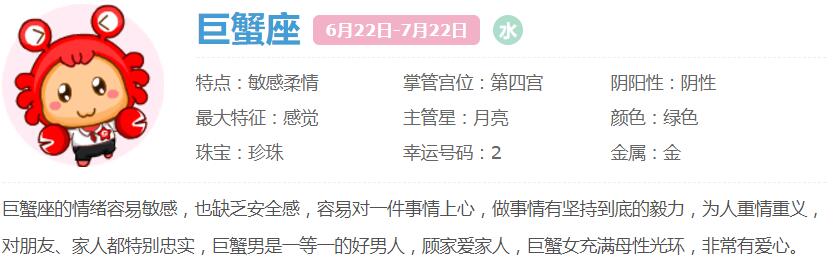 巨蟹座 6月22日-7月22日 水
特点：敏感柔情 掌管宫位：第四宫 阴阳性：阴性
最大特征：感觉 主管星：月亮 颜色：绿色
珠宝：珍珠 幸运号码：2 金属：金
巨蟹座的情绪容易敏感，也缺乏安全感，容易对一件事情上心，做事情有坚持到底的毅力，为人重情重义，
对朋友、家人都特别忠实，巨蟹男是一等一的好男人，顾家爱家人，巨蟹女充满母性光环，非常有爱心。